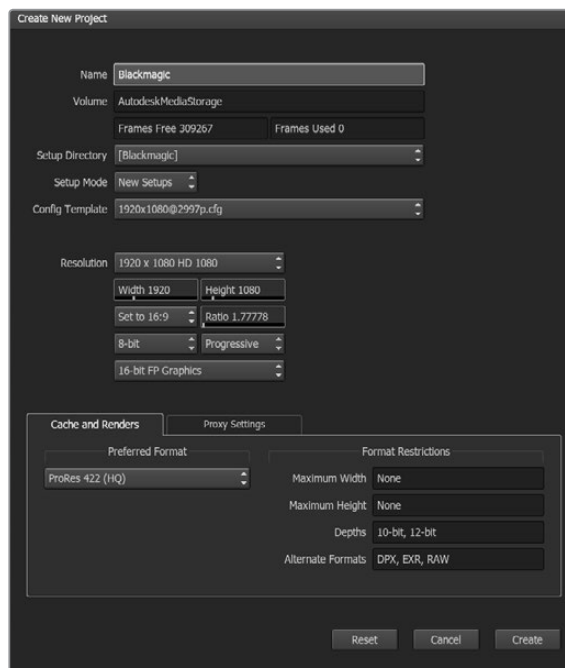 Create New Project
Name Blackmagic
Volume AutodeskMediaStorage
Frames Free 309267 Frames Used 0
Setup Directory [Blackmagic]
Setup Mode New Setups
Config Template 1920x1080@2997p.cfg
Resolution 1920 x 1080 HD 1080
Width 1920 Height 1080
Set to 16:9 Ratio 1.77778
8-bit Progressive
16-bit FP Graphics
Cache and Renders Proxy Settings
Preferred Format Format Restrictions
ProRes 422 (HQ) Maximum Width None
Maximum Height None
Depths 10-bit, 12-bit
Alternate Formats DPX, EXR, RAW
Reset Cancel Create